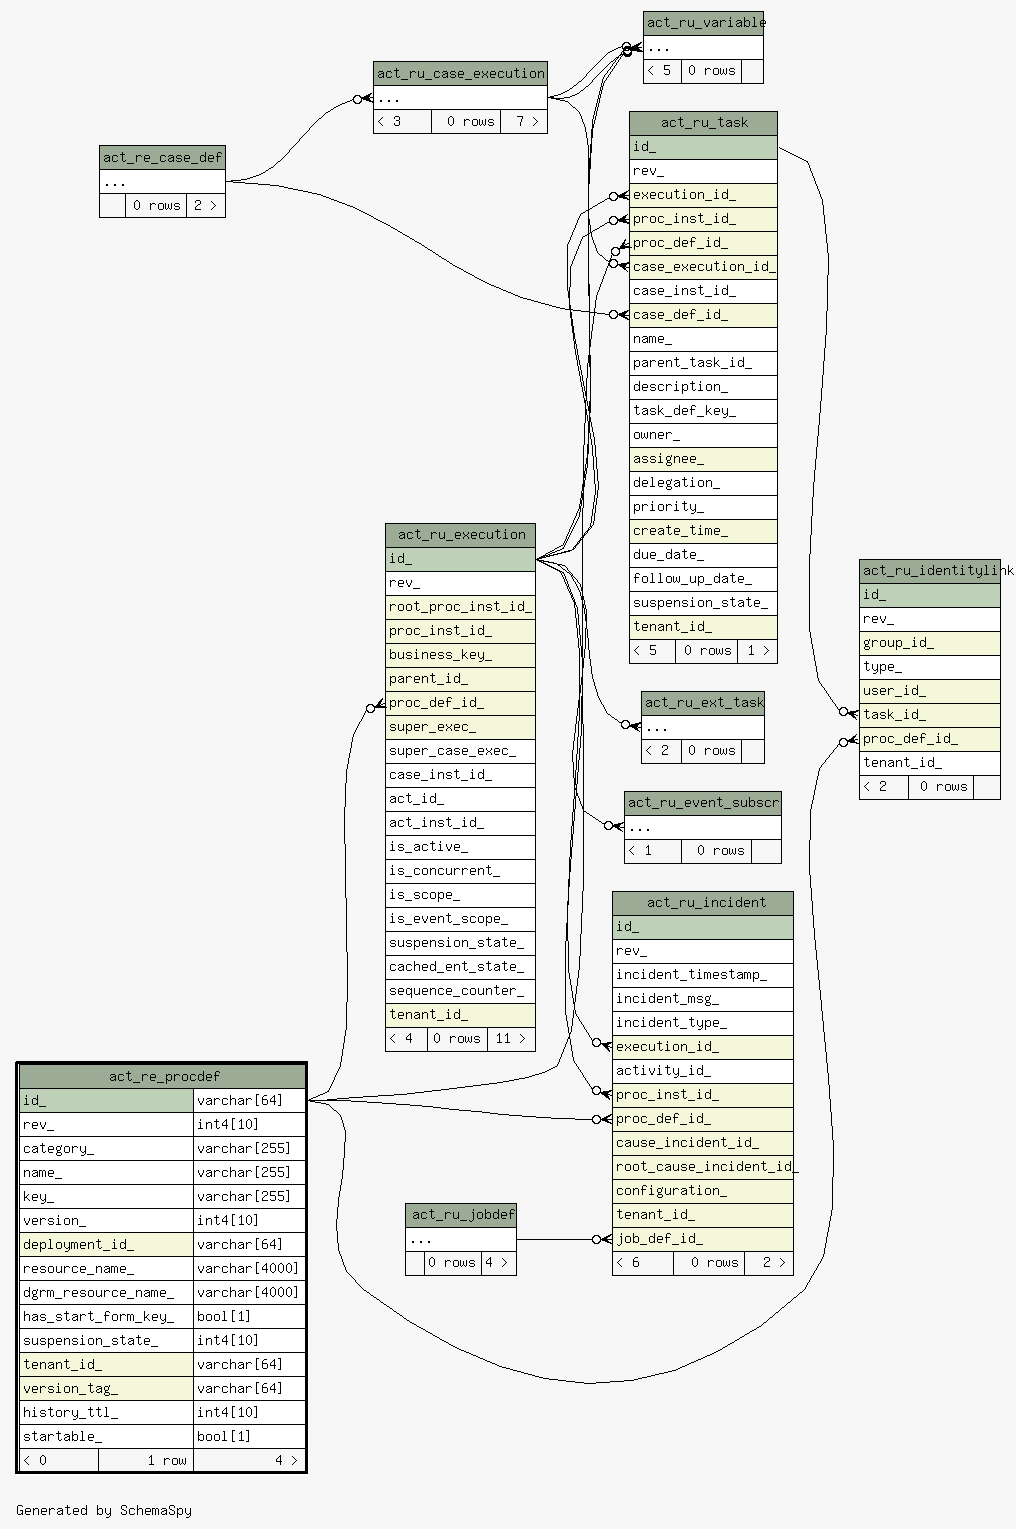 act_ru_variable
...
< 5 0 rows
act_ru_case_execution
...
< 3 0 rows 7 >
act_re_case_def
...
0 rows 2 >
act_ru_task
id_
rev_
execution_id_
proc_inst_id_
proc_def_id_
case_execution_id_
case_inst_id_
case_def_id_
name_
parent_task_id_
description_
task_def_key_
owner_
assignee_
delegation_
priority_
create_time_
due_date_
follow_up_date_
suspension_state_
tenant_id_
< 5 0 rows 1 >
act_ru_execution
id_
rev_
root_proc_inst_id_
proc_inst_id_
business_key_
parent_id_
proc_def_id_
super_exec_
super_case_exec_
case_inst_id_
act_id_
act_inst_id_
is_active_
is_concurrent_
is_scope_
is_event_scope_
suspension_state_
cached_ent_state_
sequence_counter_
tenant_id_
< 4 0 rows 11 >
act_ru_identitylink
id_
rev_
group_id_
type_
user_id_
task_id_
proc_def_id_
tenant_id_
< 2 0 rows
act_ru_ext_task
...
< 2 0 rows
act_ru_event_subscr
...
< 1 0 rows
act_ru_incident
id_
rev_
incident_timestamp_
incident_msg_
incident_type_
execution_id_
activity_id_
proc_inst_id_
proc_def_id_
cause_incident_id_
root_cause_incident_id_
configuration_
tenant_id_
job_def_id_
< 6 0 rows 2 >
act_ru_jobdef
...
0 rows 4 >
act_re_procdef
id_ varchar[64]
rev_ int4[10]
category_ varchar[255]
name_ varchar[255]
key_ varchar[255]
version_ int4[10]
deployment_id_ varchar[64]
resource_name_ varchar[4000]
dgrm_resource_name_ varchar[4000]
has_start_form_key_ bool[1]
suspension_state_ int4[10]
tenant_id_ varchar[64]
version_tag_ varchar[64]
history_ttl_ int4[10]
startable_ bool[1]
< 0 1 row 4 >
Generated by SchemaSpy